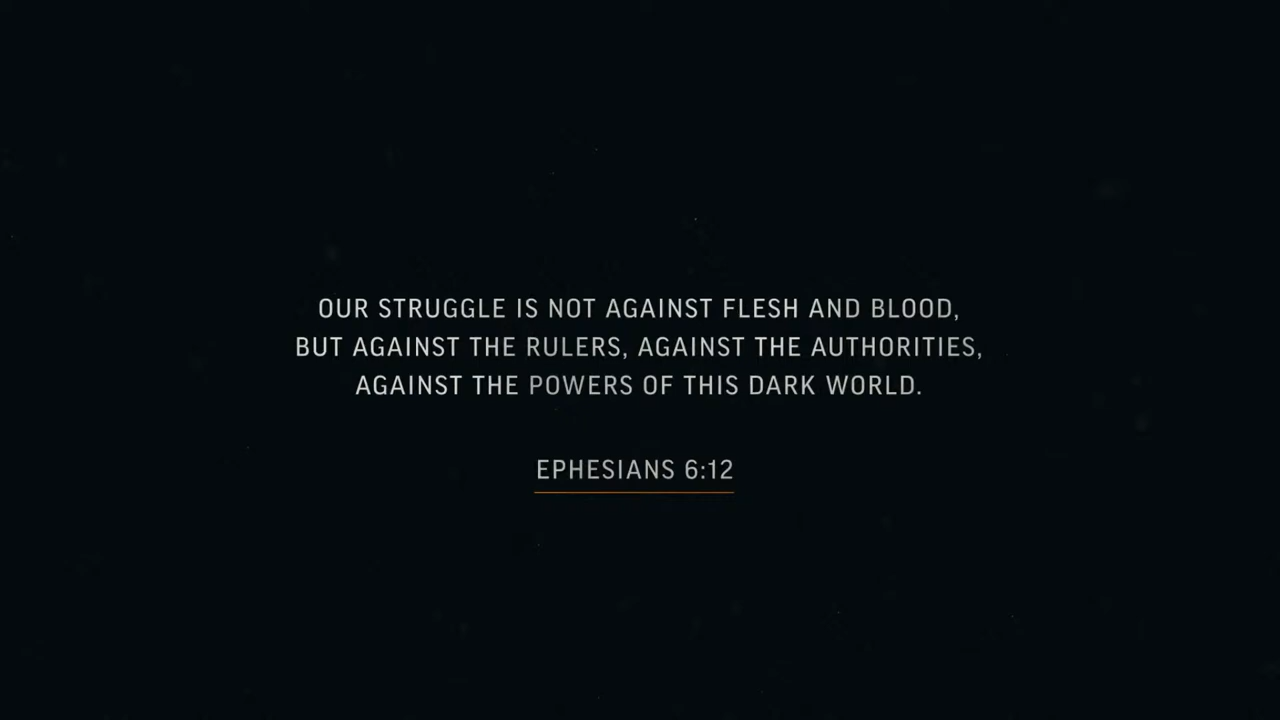 OUR STRUGGLE IS NOT AGAINST FLESH AND BLOOD,
BUT AGAINST THE RULERS, AGAINST THE AUTHORITIES,
AGAINST THE POWERS OF THIS DARK WORLD.
EPHESIANS 6:12